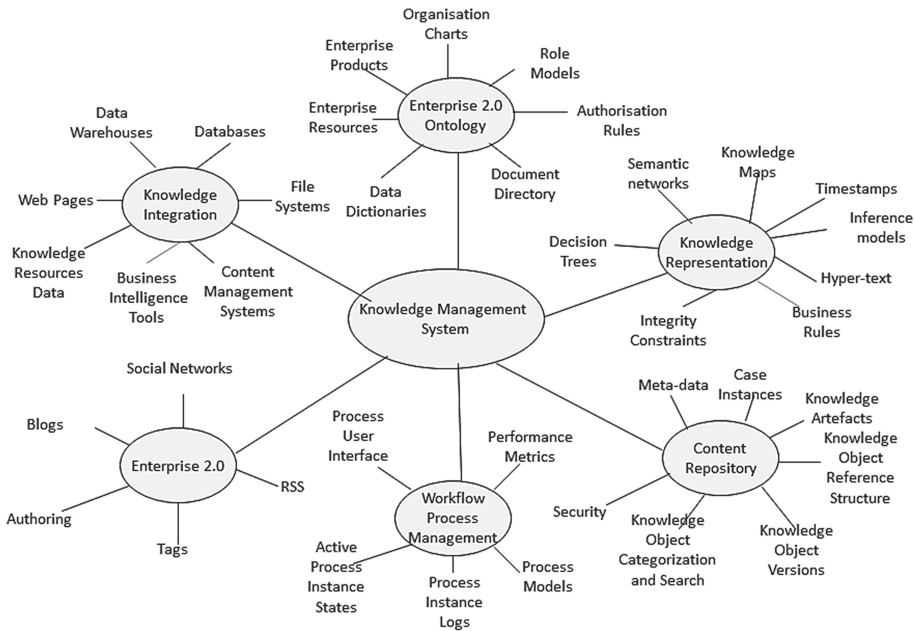 Organisation
Charts
Enterprise
Products
Role
Models
Enterprise
Resources
Enterprise 2.0
Ontology
Authorisation
Rules
Data
Dictionaries
Document
Directory
Data
Warehouses
Databases
Web Pages
Knowledge
Integration
File
Systems
Knowledge
Resources
Data
Business
Intelligence
Tools
Content
Management
Systems
Semantic
networks
Knowledge
Maps
Timestamps
Inference
models
Decision
Trees
Knowledge
Representation
Hyper-text
Integrity
Constraints
Business
Rules
Knowledge Management
System
Social Networks
Blogs
Enterprise 2.0
RSS
Authoring
Tags
Process
User
Interface
Performance
Metrics
Workflow
Process
Management
Active
Process
Instance
States
Process
Instance
Logs
Process
Models
Meta-data
Case
Instances
Knowledge
Artefacts
Content
Repository
Knowledge
Object
Reference
Structure
Security
Knowledge
Object
Categorization
and Search
Knowledge
Object
Versions